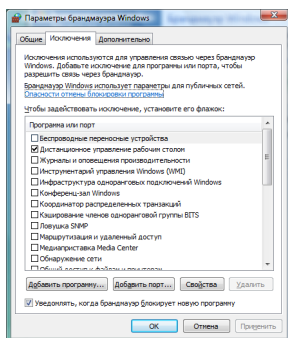 Параметры брандмауэра Windows
Общие Исключения Дополнительно
Исключения используются для управления связью через брандмауэр
Windows. Добавьте исключение для программы или порта, чтобы
разрешить связь через брандмауэр.
Брандмауэр Windows использует параметры для публичных сетей.
Опасности отмены блокировки программы
Чтобы задействовать исключение, установите его флажок:
Программа или порт
Беспроводные переносные устройства
Дистанционное управление рабочим столом
Журналы и оповещения производительности
Инструментарий управления Windows (WMI)
Инфраструктура одноранговых подключений Windows
Конференц-зал Windows
Координатор распределенных транзакций
Кэширование членов одноранговой группы BITS
Ловушка SNMP
Маршрутизация и удаленный доступ
Медиаприставка Media Center
Обнаружение сети
Общий доступ к файлам и принтерам
Добавить программу... Добавить порт... Свойства Удалить
Уведомлять, когда брандмауэр блокирует новую программу
ОК Отмена Применить